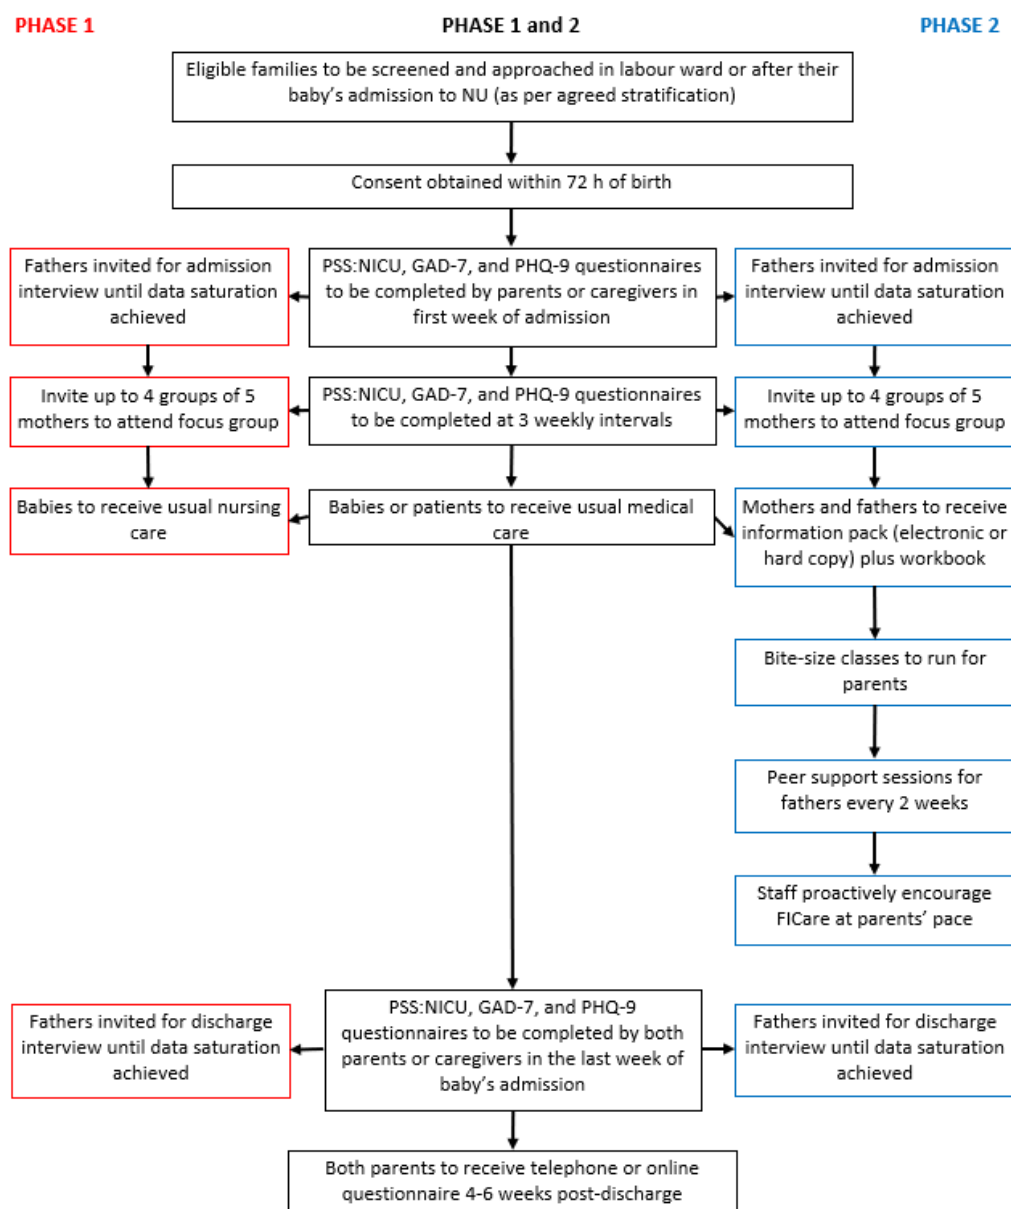 PHASE 1
PHASE 1 and 2
PHASE 2
Eligible families to be screened and approached in labour ward or after their
baby's admission to NU (as per agreed stratification)
Consent obtained within 72 h of birth
Fathers invited for admission
interview until data saturation
achieved
PSS:NICU, GAD-7, and PHQ-9 questionnaires
to be completed by parents or caregivers in
first week of admission
Fathers invited for admission
interview until data saturation
achieved
Invite up to 4 groups of 5
mothers to attend focus group
PSS:NICU, GAD-7, and PHQ-9 questionnaires
to be completed at 3 weekly intervals
Invite up to 4 groups of 5
mothers to attend focus group
Babies to receive usual nursing
care
Babies or patients to receive usual medical
care
Mothers and fathers to receive
information pack (electronic or
hard copy) plus workbook
Bite-size classes to run for
parents
Peer support sessions for
fathers every 2 weeks
Staff proactively encourage
FICare at parents' pace
Fathers invited for discharge
interview until data saturation
achieved
PSS:NICU, GAD-7, and PHQ-9
questionnaires to be completed by both
parents or caregivers in the last week of
baby's admission
Fathers invited for discharge
interview until data saturation
achieved
Both parents to receive telephone or online
questionnaire 4-6 weeks post-discharge